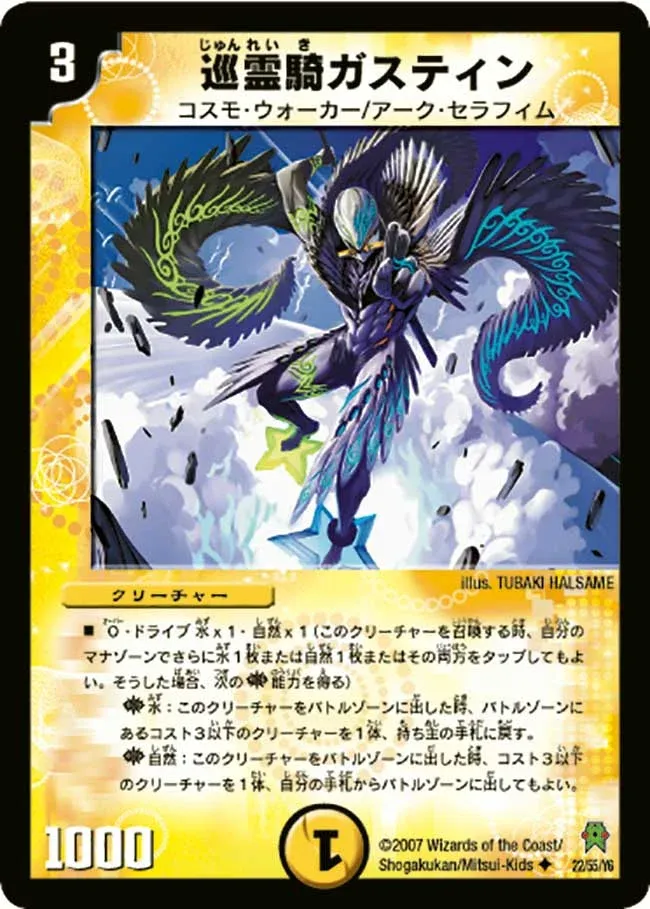 3
じゅんれいき
巡霊騎ガスティン
コスモ・ウォーカー/アーク・セラフィム
illus. TUBAKI HALSAME
クリーチャー
■ O・ドライブ 水x1・自然x1(このクリーチャーを召喚する時、自分の
マナゾーンでさらに水1枚または自然1枚またはその両方をタップしてもよ
い。そうした場合、次の能力を得る)
水:このクリーチャーをバトルゾーンに出した時、バトルゾーンに
あるコスト3以下のクリーチャーを1体、持ち主の手札に戻す。
自然:このクリーチャーをバトルゾーンに出した時、コスト3以下
のクリーチャーを1体、自分の手札からバトルゾーンに出してもよい。
1000
1
©2007 Wizards of the Coast/
Shogakukan/Mitsui-Kids ◆ 22/55/Y6